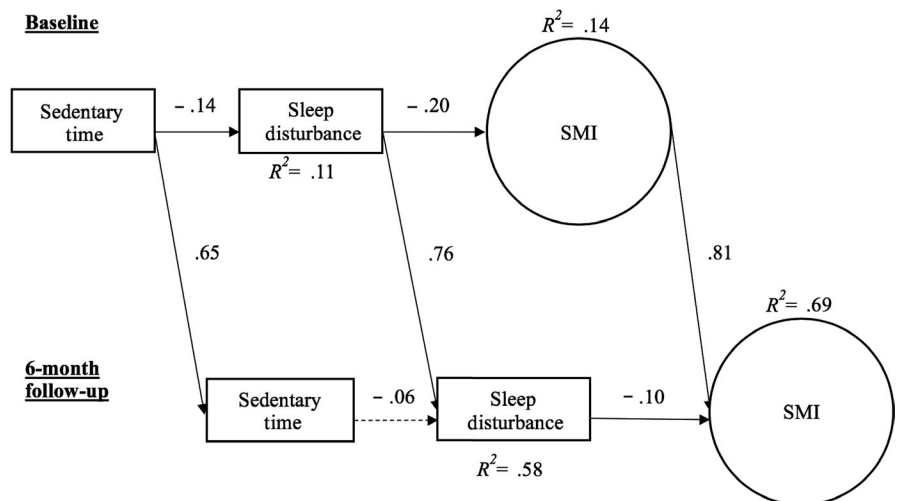 Baseline
R²= .14
Sedentary
time
– .14
Sleep
disturbance
R²= .11
– .20
SMI
.65
.76
.81
R²= .69
6-month
follow-up
Sedentary
time
– .06
Sleep
disturbance
R²= .58
– .10
SMI